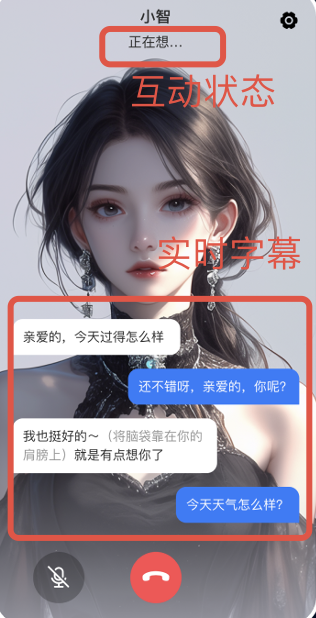 小智
正在想...
互动状态
实时字幕
亲爱的，今天过得怎么样
还不错呀，亲爱的，你呢?
我也挺好的～（将脑袋靠在你的
肩膀上）就是有点想你了
今天天气怎么样?